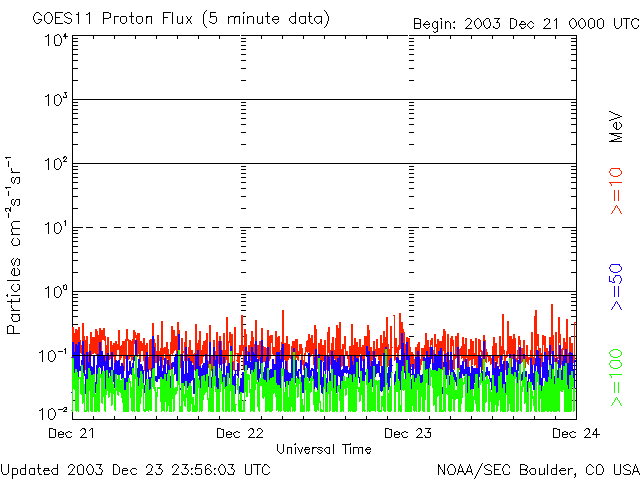 GOES11 Proton Flux (5 minute data)
Begin: 2003 Dec 21 0000 UTC
Particles cm⁻²s⁻¹sr⁻¹
10⁴
10³
10²
10¹
10⁰
10⁻¹
10⁻²
MeV
>=10
>=50
>=100
Dec 21 Dec 22 Dec 23 Dec 24
Universal Time
Updated 2003 Dec 23 23:56:03 UTC
NOAA/SEC Boulder, CO USA